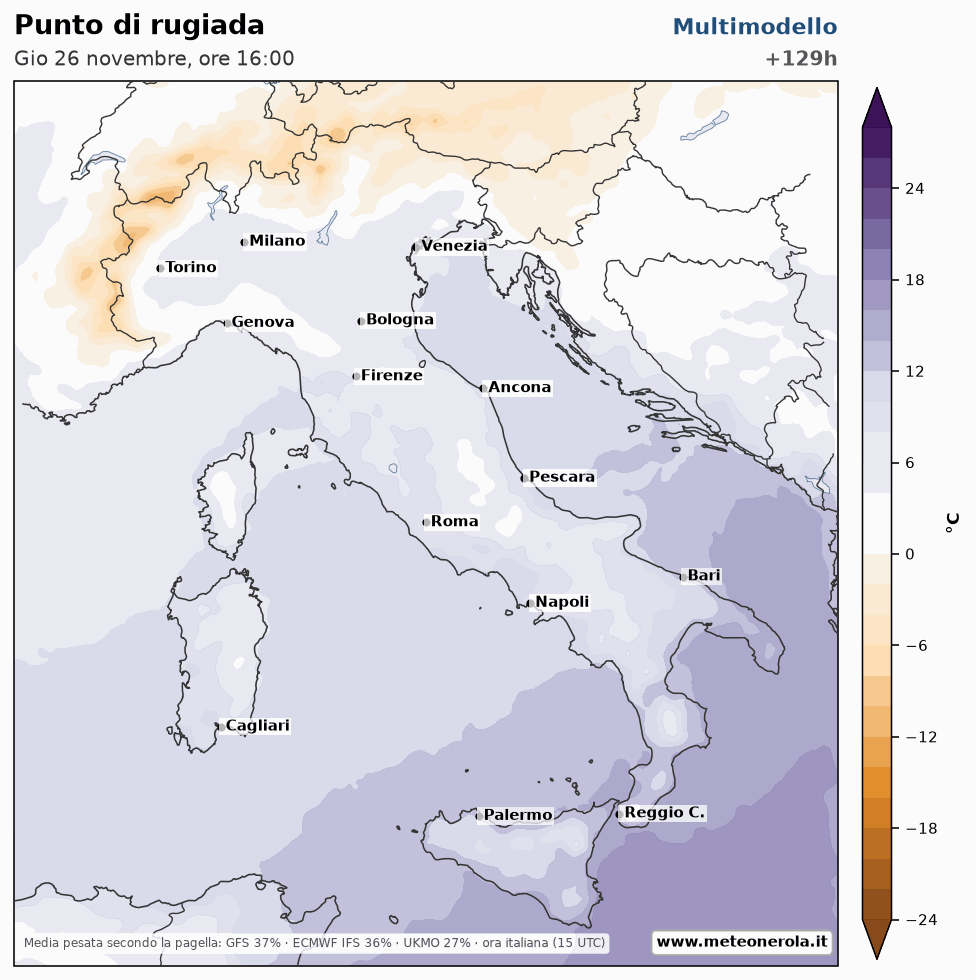 Punto di rugiada
Multimodello
Gio 26 novembre, ore 16:00
+129h
Milano
Venezia
Torino
Genova
Bologna
Firenze
Ancona
Pescara
Roma
Bari
Napoli
Cagliari
Palermo
Reggio C.
24
18
12
6
0
−6
−12
−18
−24
°C
Media pesata secondo la pagella: GFS 37% · ECMWF IFS 36% · UKMO 27% · ora italiana (15 UTC)
www.meteonerola.it